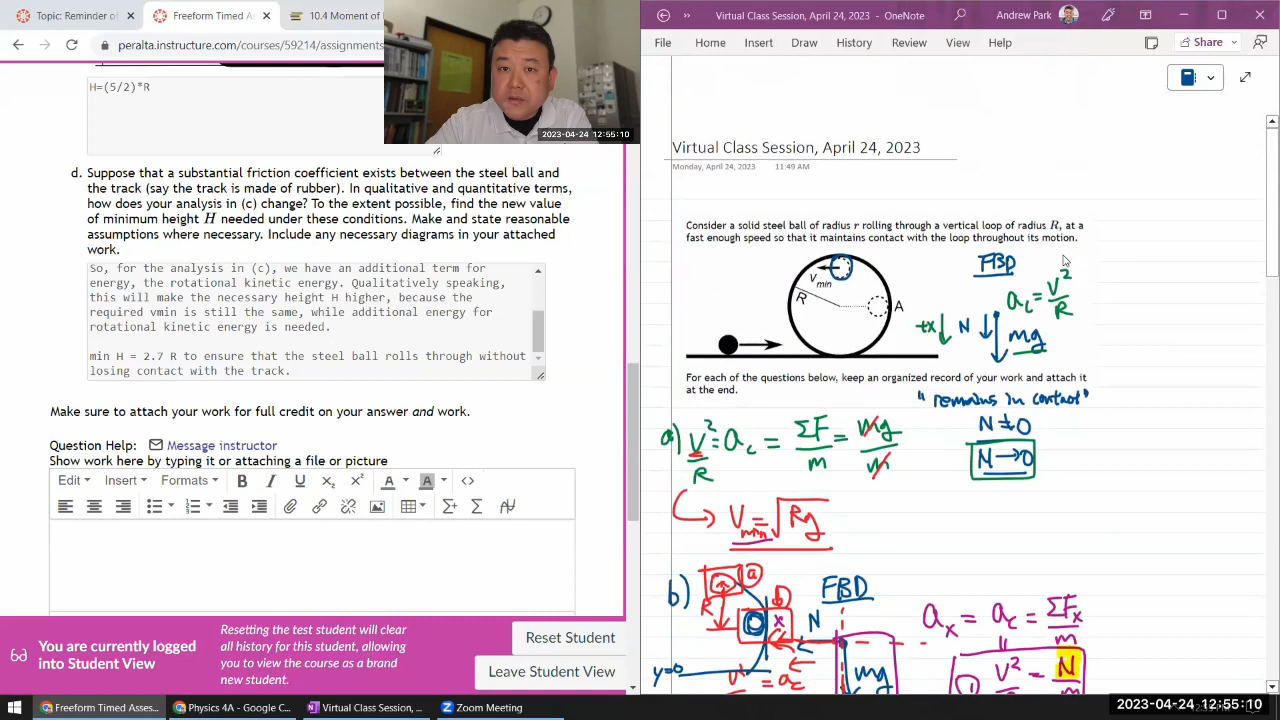 Topic: Reminder of 
Freeform Timed Ass
10.4 Moment of
peralta.instructure.com/courses/59214/assignments
H=(5/2)*R
d. Suppose that a substantial friction coefficient exists between the steel ball and
the track (say the track is made of rubber). In qualitative and quantitative terms,
how does your analysis in (c) change? To the extent possible, find the new value
of minimum height H needed under these conditions. Make and state reasonable
assumptions where necessary. Include any necessary diagrams in your attached
work.
So, for the analysis in (c), we have an additional term for
energy, the rotational kinetic energy. Qualitatively speaking,
this will make the necessary height H higher, because the
required vmin is still the same, while additional energy for
rotational kinetic energy is needed.
min H = 2.7 R to ensure that the steel ball rolls through without
losing contact with the track.
Make sure to attach your work for full credit on your answer and work.
Question Help: Message instructor
Show work here by typing it or attaching a file or picture
Edit Insert Formats B I U X₂ X² A A <>
You are currently logged
into Student View
Resetting the test student will clear
all history for this student, allowing
you to view the course as a brand
new student.
Reset Student
Leave Student View
2023-04-24 12:55:10
Virtual Class Session, April 24, 2023 - OneNote
Andrew Park
File Home Insert Draw History Review View Help
Share
Virtual Class Session, April 24, 2023
Monday, April 24, 2023 11:49 AM
Consider a solid steel ball of radius r rolling through a vertical loop of radius R, at a
fast enough speed so that it maintains contact with the loop throughout its motion.
Vmin
R
A
FBD
a_c = v²/R
+x N mg
For each of the questions below, keep an organized record of your work and attach it
at the end.
"remains in contact"
N ≠ 0
N → 0
a) v²/R = a_c = ΣF/m = mg/m
Vmin = √Rg
b) R a b x FBD N
y=0
v² = a_c
mg
a_x = a_c = ΣF_x/m
① v² = N
Freeform Timed Asse...
Physics 4A - Google C...
Virtual Class Session, ...
Zoom Meeting
2023-04-24 12:55:10